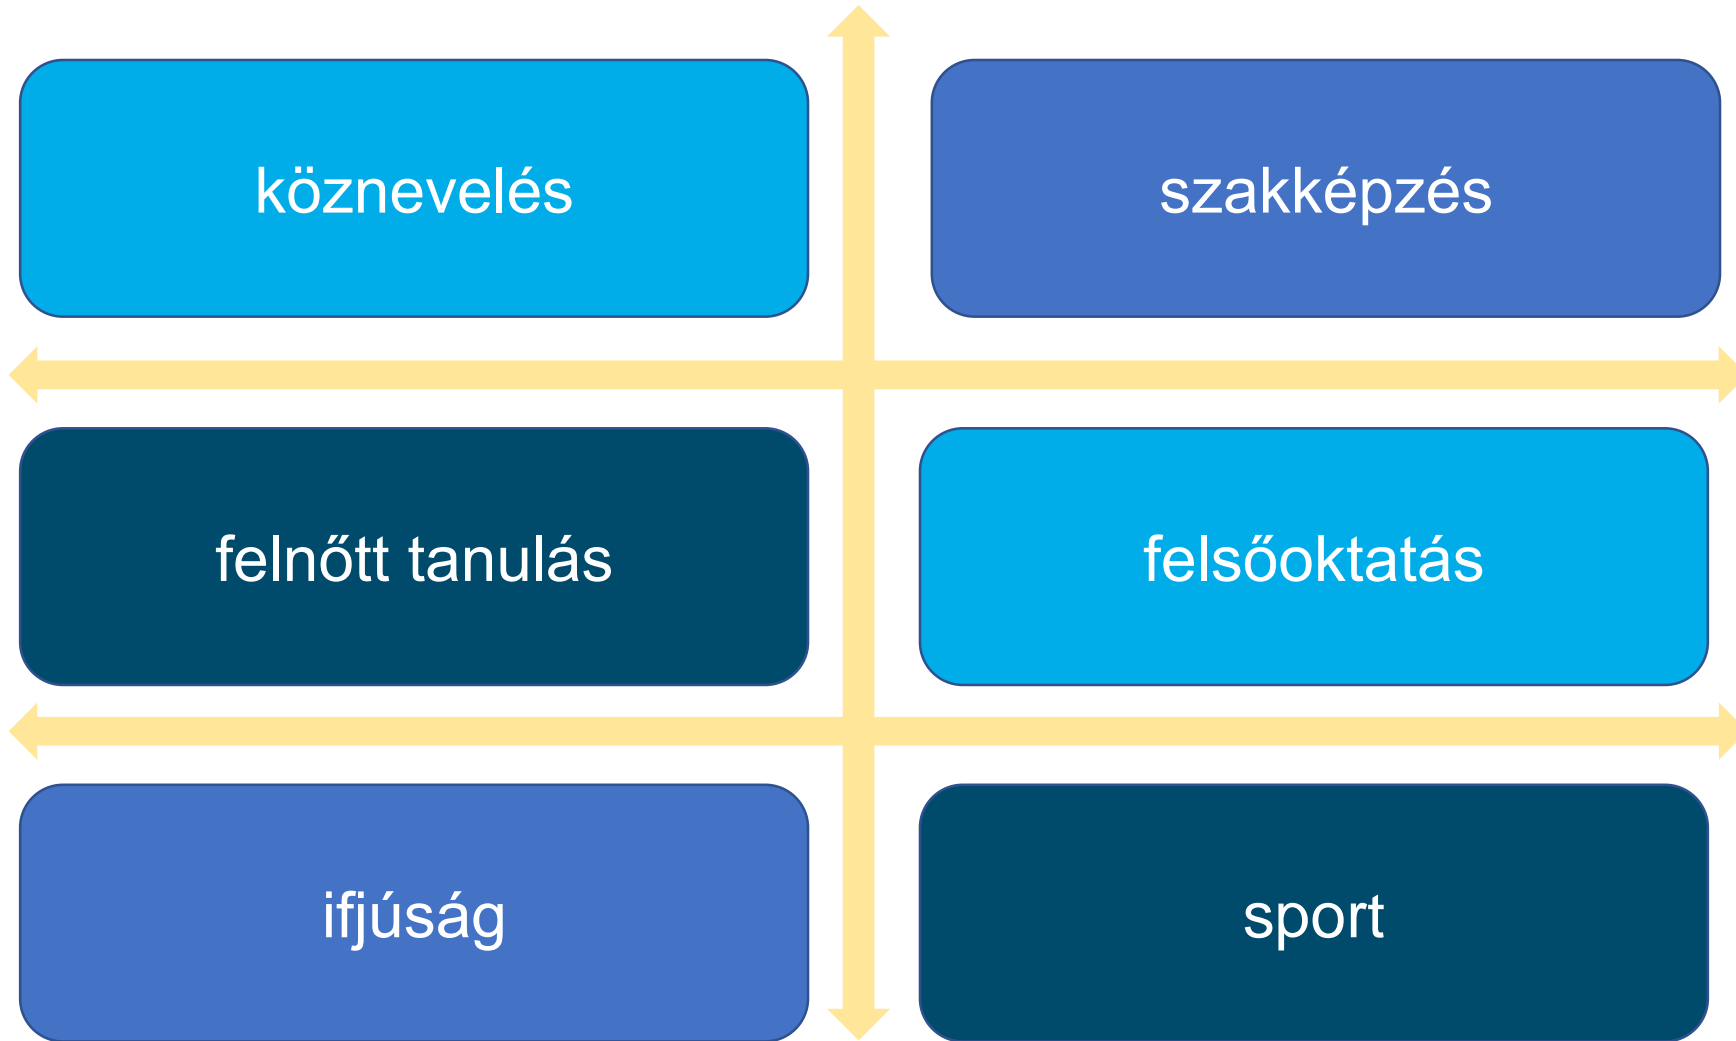 köznevelés
szakképzés
felnőtt tanulás
felsőoktatás
ifjúság
sport